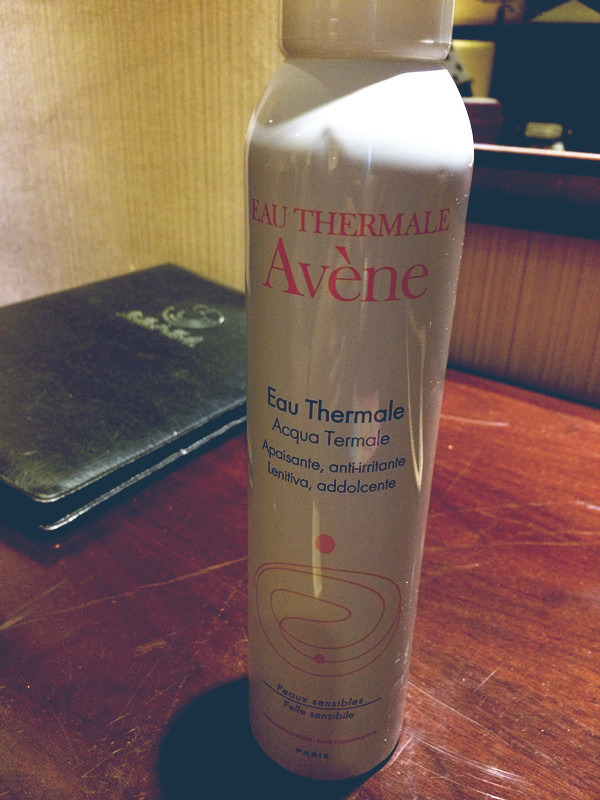 EAU THERMALE
Avène
Eau Thermale
Acqua Termale
Apaisante, anti-irritante
Lenitiva, addolcente
Peaux sensibles
Pelle sensibile
PARIS